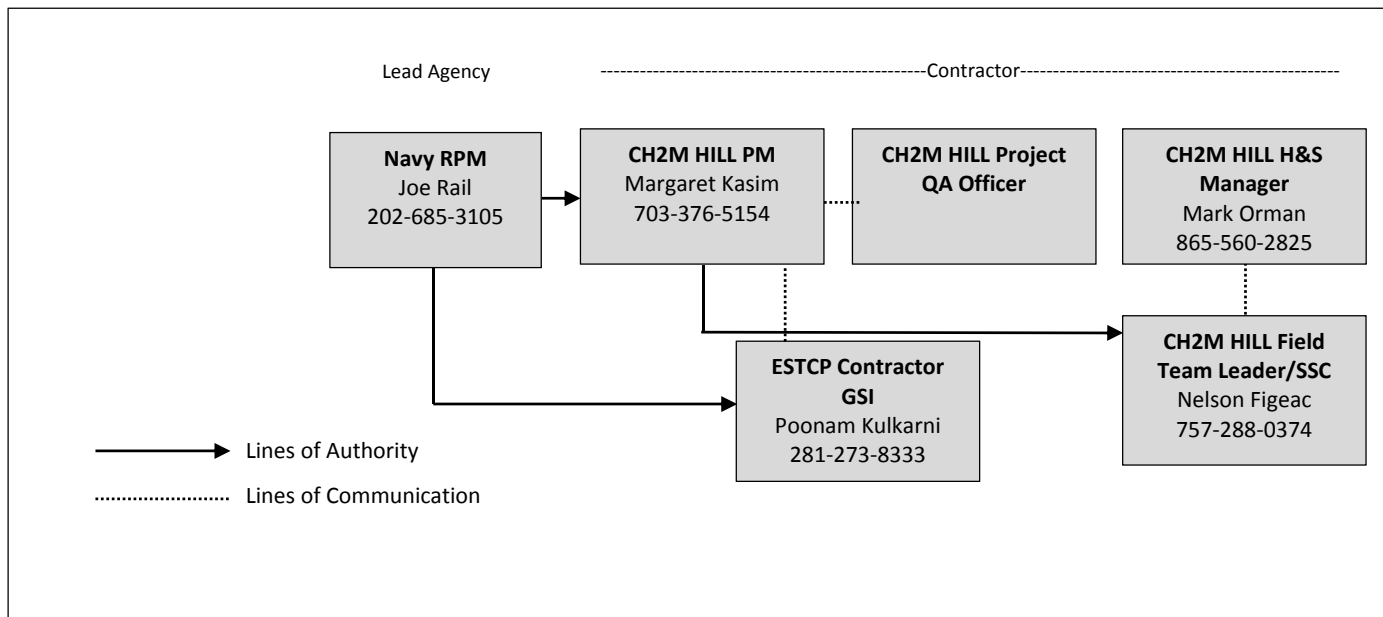 Lead Agency
--------------------------------------------------Contractor-------------------------------------------------
Navy RPM
Joe Rail
202-685-3105
CH2M HILL PM
Margaret Kasim
703-376-5154
CH2M HILL Project
QA Officer
CH2M HILL H&S
Manager
Mark Orman
865-560-2825
ESTCP Contractor
GSI
Poonam Kulkarni
281-273-8333
CH2M HILL Field
Team Leader/SSC
Nelson Figeac
757-288-0374
Lines of Authority
Lines of Communication